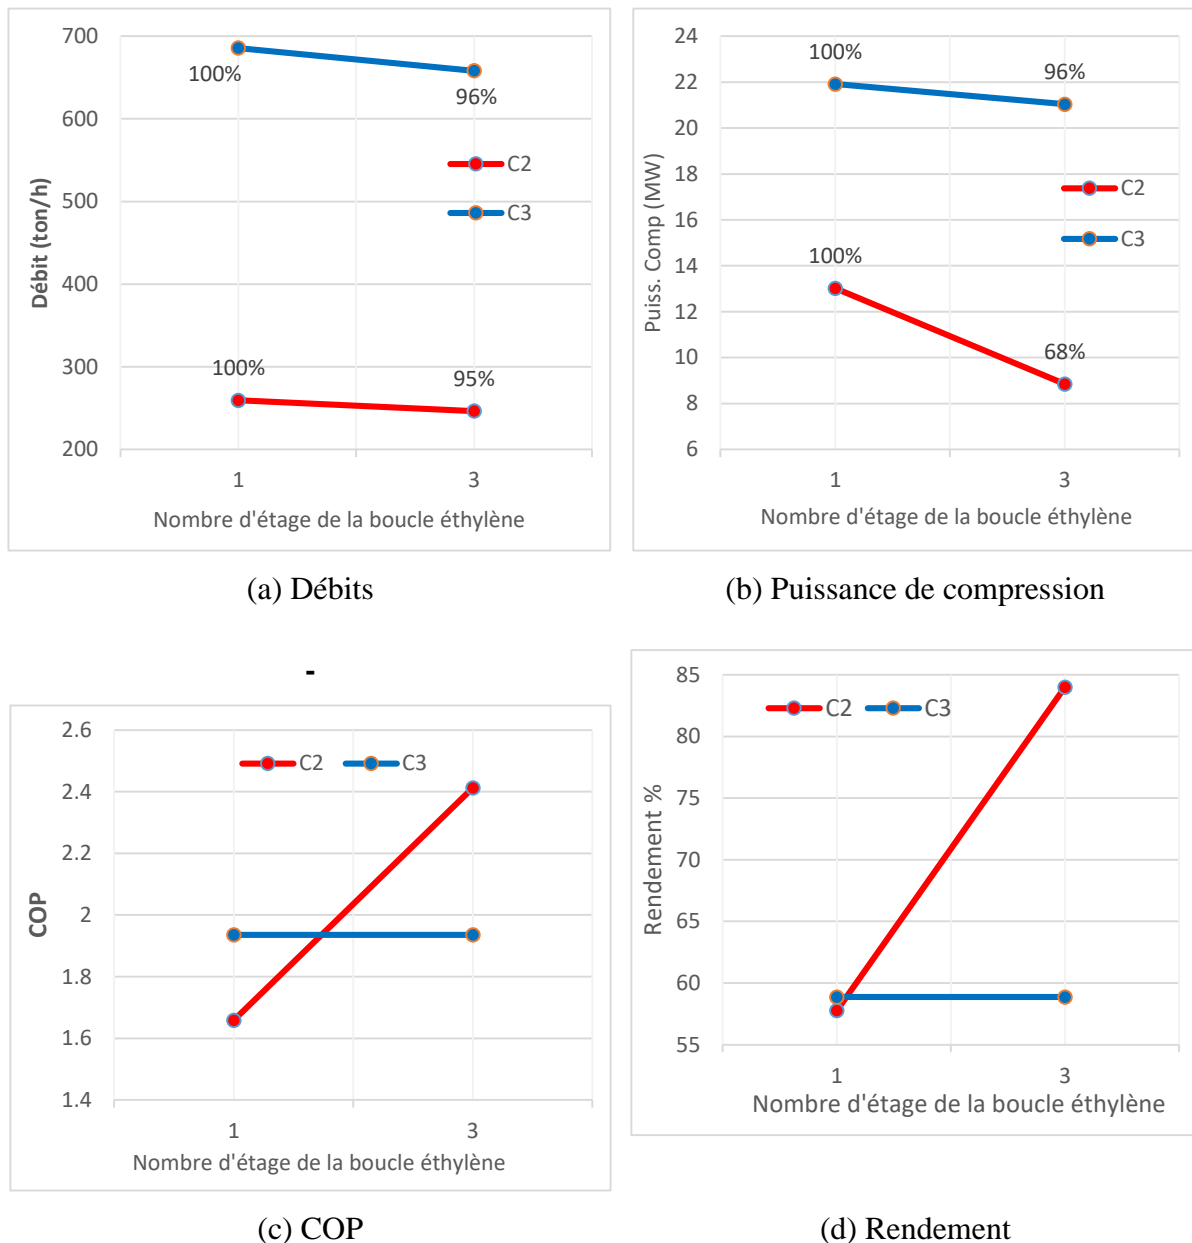 700
600
500
400
300
200
Débit (ton/h)
100%
96%
C2
C3
100%
95%
1
3
Nombre d'étage de la boucle éthylène
(a) Débits
24
22
20
18
16
14
12
10
8
6
Puiss. Comp (MW)
100%
96%
C2
C3
100%
68%
1
3
Nombre d'étage de la boucle éthylène
(b) Puissance de compression
-
2.6
2.4
2.2
2
1.8
1.6
1.4
COP
C2
C3
1
3
Nombre d'étage de la boucle éthylène
(c) COP
85
80
75
70
65
60
55
Rendement %
C2
C3
1
3
Nombre d'étage de la boucle éthylène
(d) Rendement